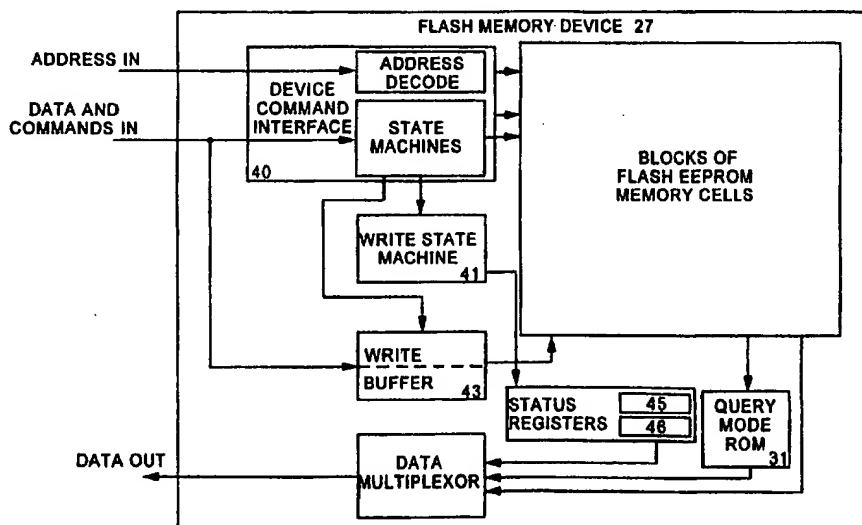 FLASH MEMORY DEVICE 27
ADDRESS IN
ADDRESS
DECODE
DATA AND
COMMANDS IN
DEVICE
COMMAND
INTERFACE
STATE
MACHINES
40
BLOCKS OF
FLASH EEPROM
MEMORY CELLS
WRITE STATE
MACHINE
41
WRITE
BUFFER
43
STATUS
REGISTERS
45
46
QUERY
MODE
ROM
31
DATA OUT
DATA
MULTIPLEXOR